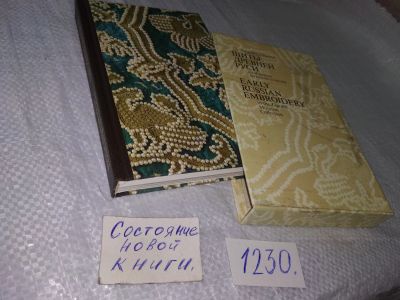 ШИТЬЕ
ДРЕВНЕЙ
РУСИ
EARLY
RUSSIAN
EMBROIDERY
Состояние
новой
книги.
1230.